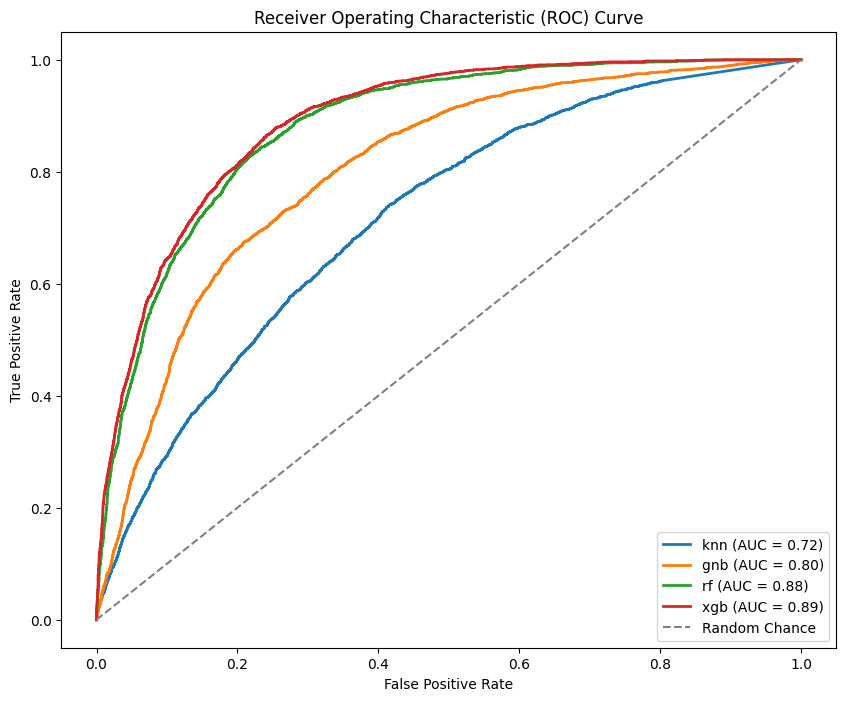 Receiver Operating Characteristic (ROC) Curve
True Positive Rate
1.0
0.8
0.6
0.4
0.2
0.0
knn (AUC = 0.72)
gnb (AUC = 0.80)
rf (AUC = 0.88)
xgb (AUC = 0.89)
Random Chance
0.0 0.2 0.4 0.6 0.8 1.0
False Positive Rate